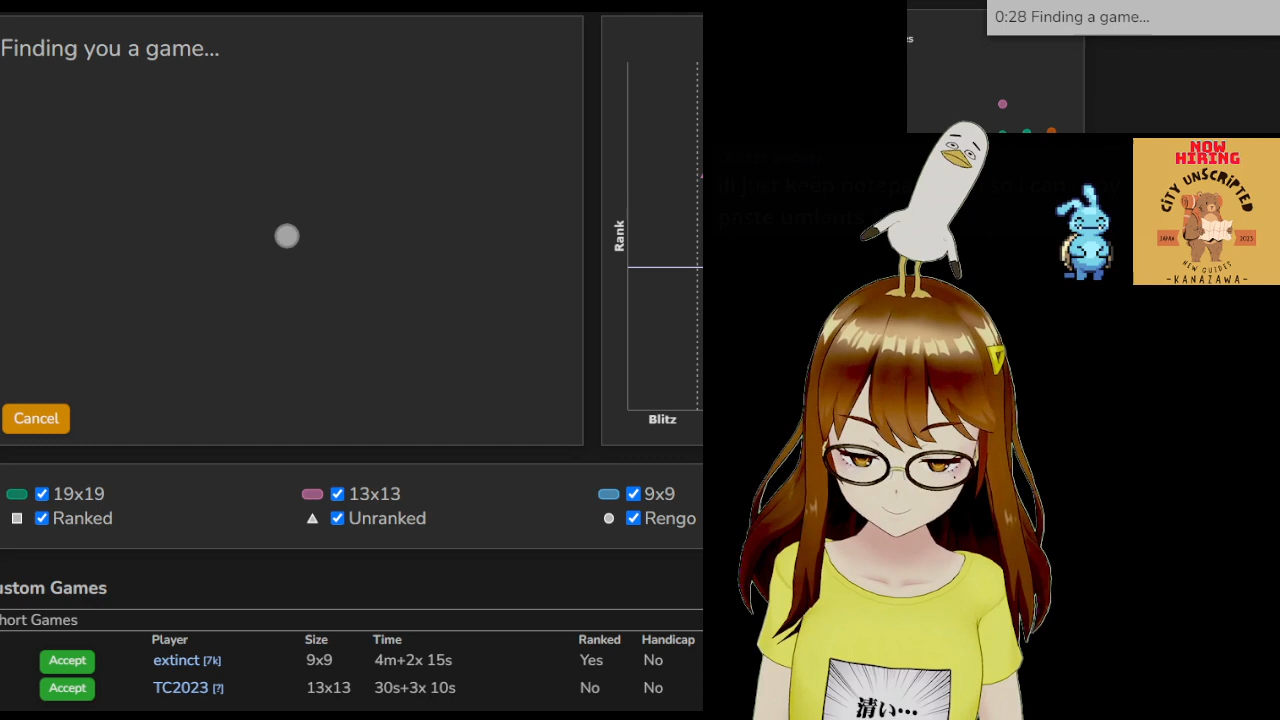 Finding you a game...
Cancel
Rank
Blitz
0:28 Finding a game...
NOW
HIRING
CITY UNSCRIPTED
JAPAN
2023
NEW GUIDES
-KANAZAWA-
19x19
13x13
9x9
Ranked
Unranked
Rengo
ustom Games
hort Games
Player Size Time Ranked Handicap
Accept extinct [7k] 9x9 4m+2x 15s Yes No
Accept TC2023 [?] 13x13 30s+3x 10s No No
清い…